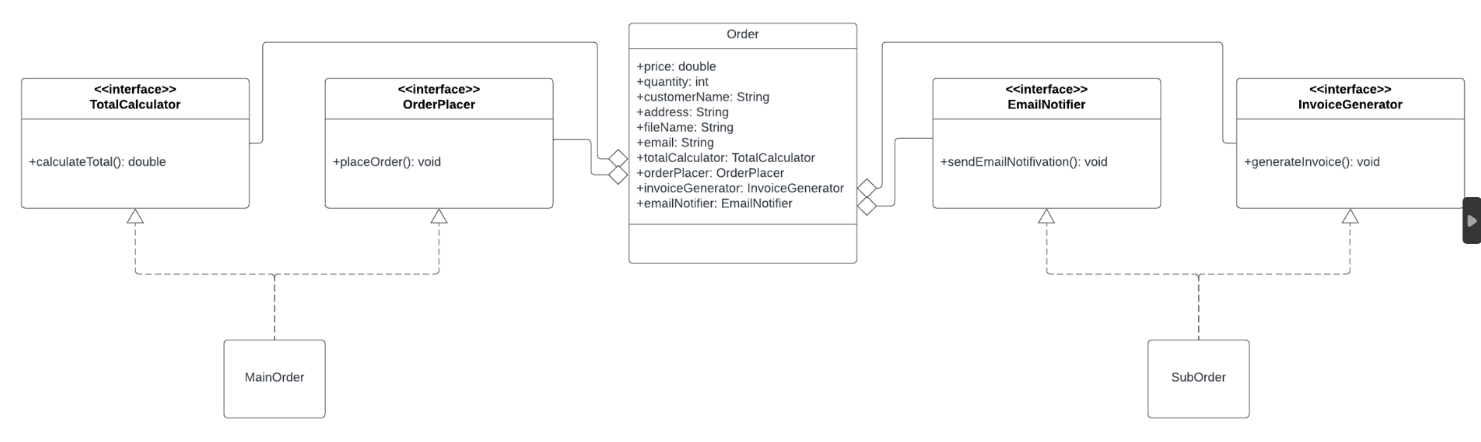 Order
+price: double
+quantity: int
+customerName: String
+address: String
+fileName: String
+email: String
+totalCalculator: TotalCalculator
+orderPlacer: OrderPlacer
+invoiceGenerator: InvoiceGenerator
+emailNotifier: EmailNotifier
<<interface>>
TotalCalculator
+calculateTotal(): double
<<interface>>
OrderPlacer
+placeOrder(): void
<<interface>>
EmailNotifier
+sendEmailNotifivation(): void
<<interface>>
InvoiceGenerator
+generateInvoice(): void
MainOrder
SubOrder